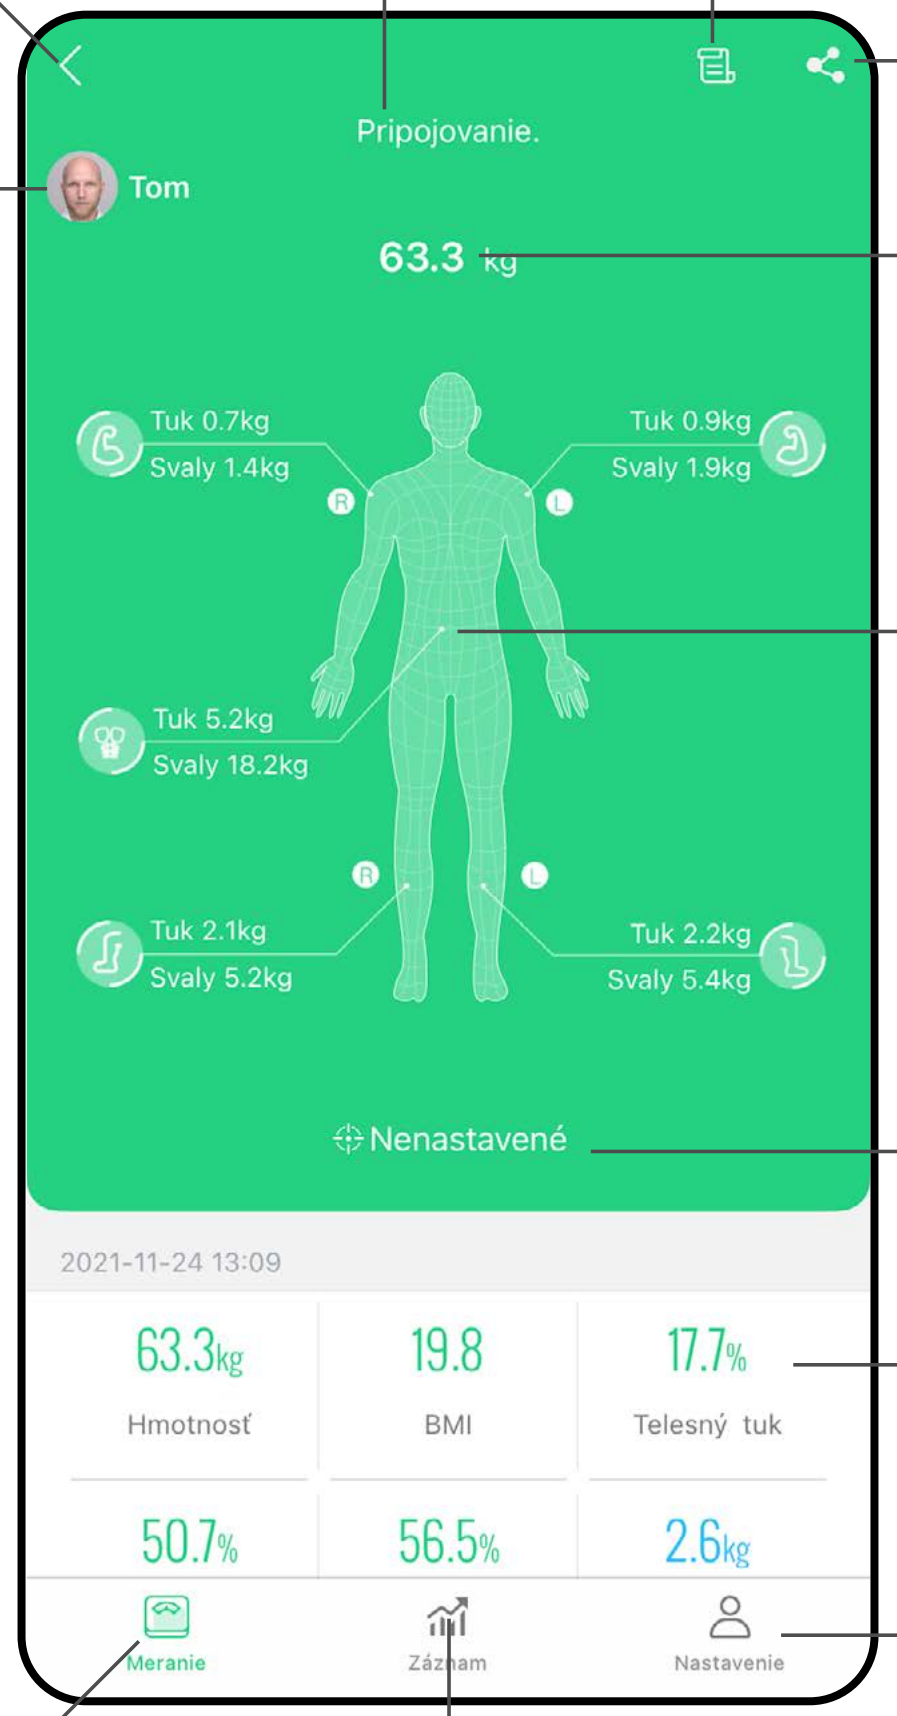 Pripojovanie.
Tom
63.3 kg
Tuk 0.7kg
Svaly 1.4kg
Tuk 0.9kg
Svaly 1.9kg
R
L
Tuk 5.2kg
Svaly 18.2kg
R
L
Tuk 2.1kg
Svaly 5.2kg
Tuk 2.2kg
Svaly 5.4kg
Nenastavené
2021-11-24 13:09
63.3kg 19.8 17.7%
Hmotnosť BMI Telesný tuk
50.7% 56.5% 2.6kg
Meranie Záznam Nastavenie